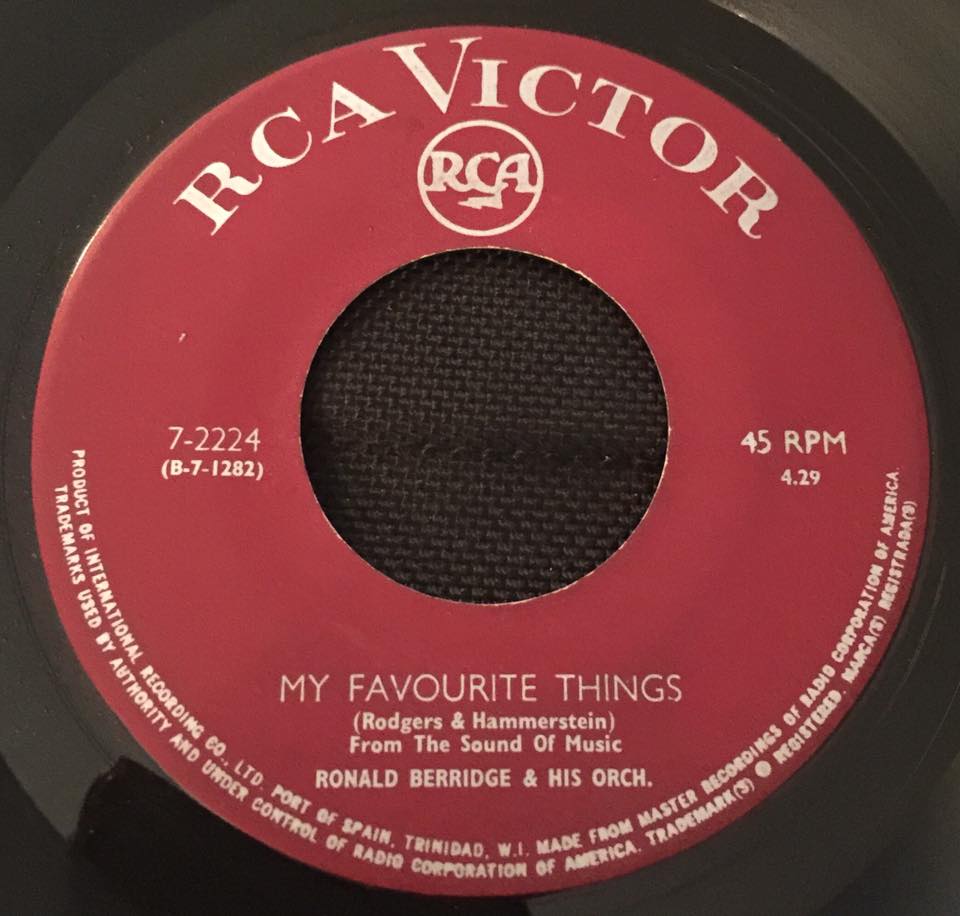 RCA VICTOR
RCA
7-2224
(B-7-1282)
45 RPM
4.29
MY FAVOURITE THINGS
(Rodgers & Hammerstein)
From The Sound Of Music
RONALD BERRIDGE & HIS ORCH.
PRODUCT OF INTERNATIONAL RECORDING CO., LTD. PORT OF SPAIN, TRINIDAD, W.I. MADE FROM MASTER RECORDINGS OF RADIO CORPORATION OF AMERICA.
TRADEMARKS USED BY AUTHORITY AND UNDER CONTROL OF RADIO CORPORATION OF AMERICA. TRADEMARK(S) ® REGISTERED. MARCA(S) REGISTRADA(S)